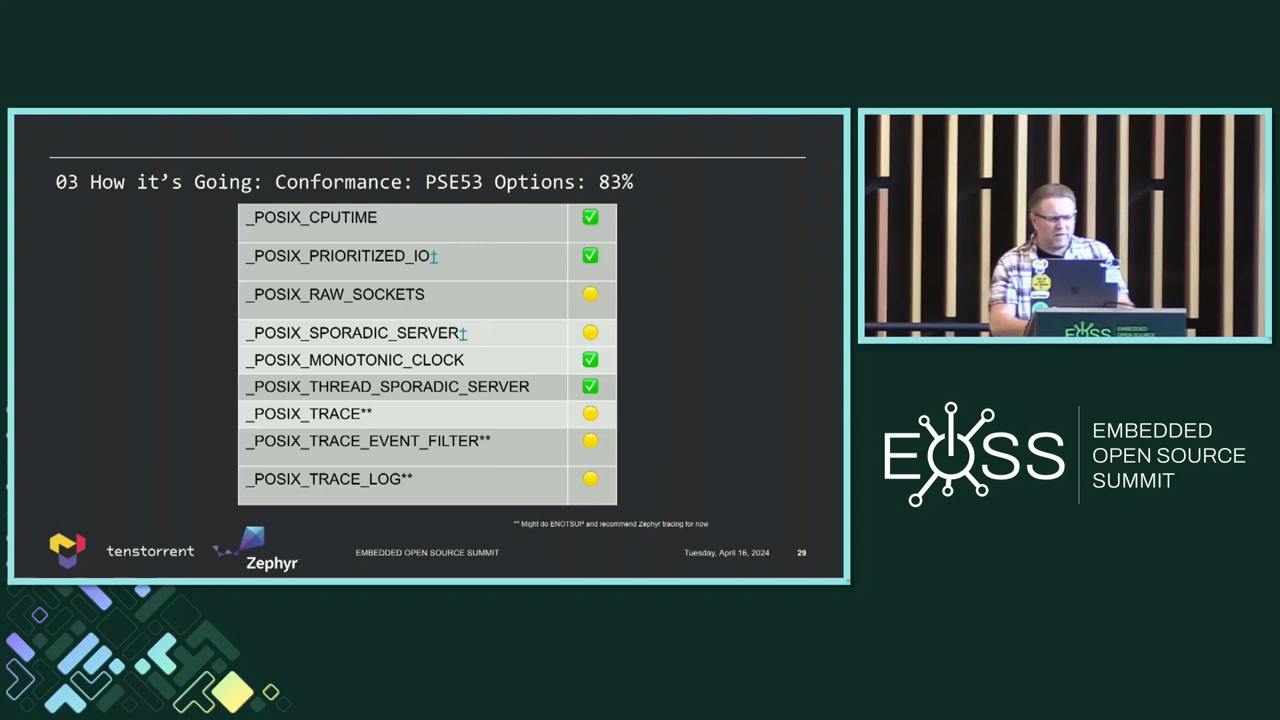 03 How it's Going: Conformance: PSE53 Options: 83%
_POSIX_CPUTIME
_POSIX_PRIORITIZED_IO†
_POSIX_RAW_SOCKETS
_POSIX_SPORADIC_SERVER†
_POSIX_MONOTONIC_CLOCK
_POSIX_THREAD_SPORADIC_SERVER
_POSIX_TRACE**
_POSIX_TRACE_EVENT_FILTER**
_POSIX_TRACE_LOG**
** Might do ENOTSUP and recommend Zephyr tracing for now
tenstorrent
Zephyr
EMBEDDED OPEN SOURCE SUMMIT
Tuesday, April 16, 2024
29
EOSS
EMBEDDED
OPEN SOURCE
SUMMIT
EOSS